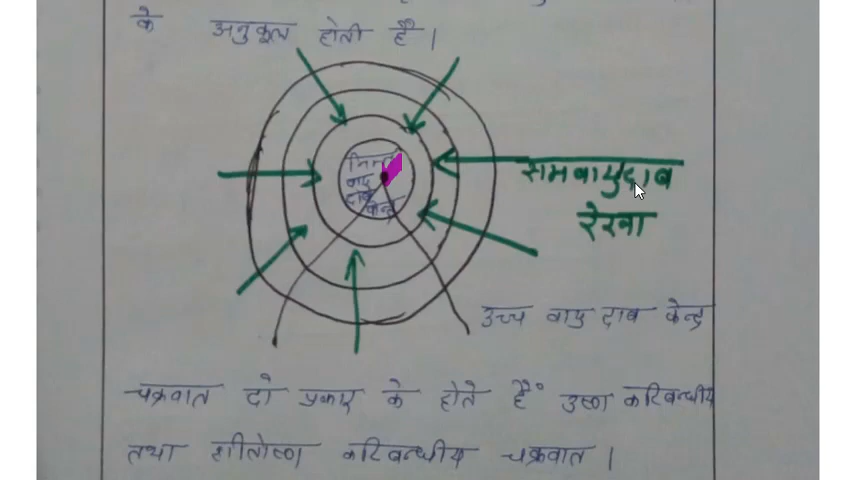 के अनुकूल होती है।
निम्न
वायु
दाब
केन्द्र
समवायुदाब
रेखा
उच्च वायु दाब केन्द्र
चक्रवात दो प्रकार के होते हैं° उष्ण कटिबन्धीय
तथा शीतोष्ण कटिबन्धीय चक्रवात।